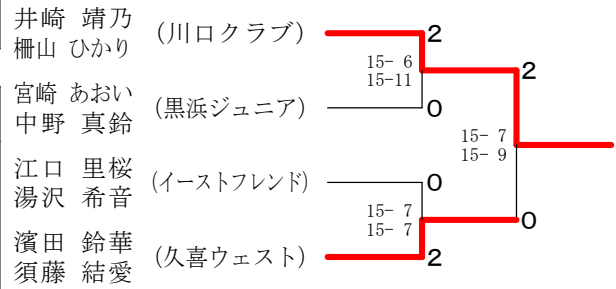 井崎 靖乃
柵山 ひかり
(川口クラブ)
2
15- 6
15-11
宮崎 あおい
中野 真鈴
(黒浜ジュニア)
0
2
15- 7
15- 9
江口 里桜
湯沢 希音
(イーストフレンド)
0
15- 7
15- 7
濱田 鈴華
須藤 結愛
(久喜ウェスト)
2
0